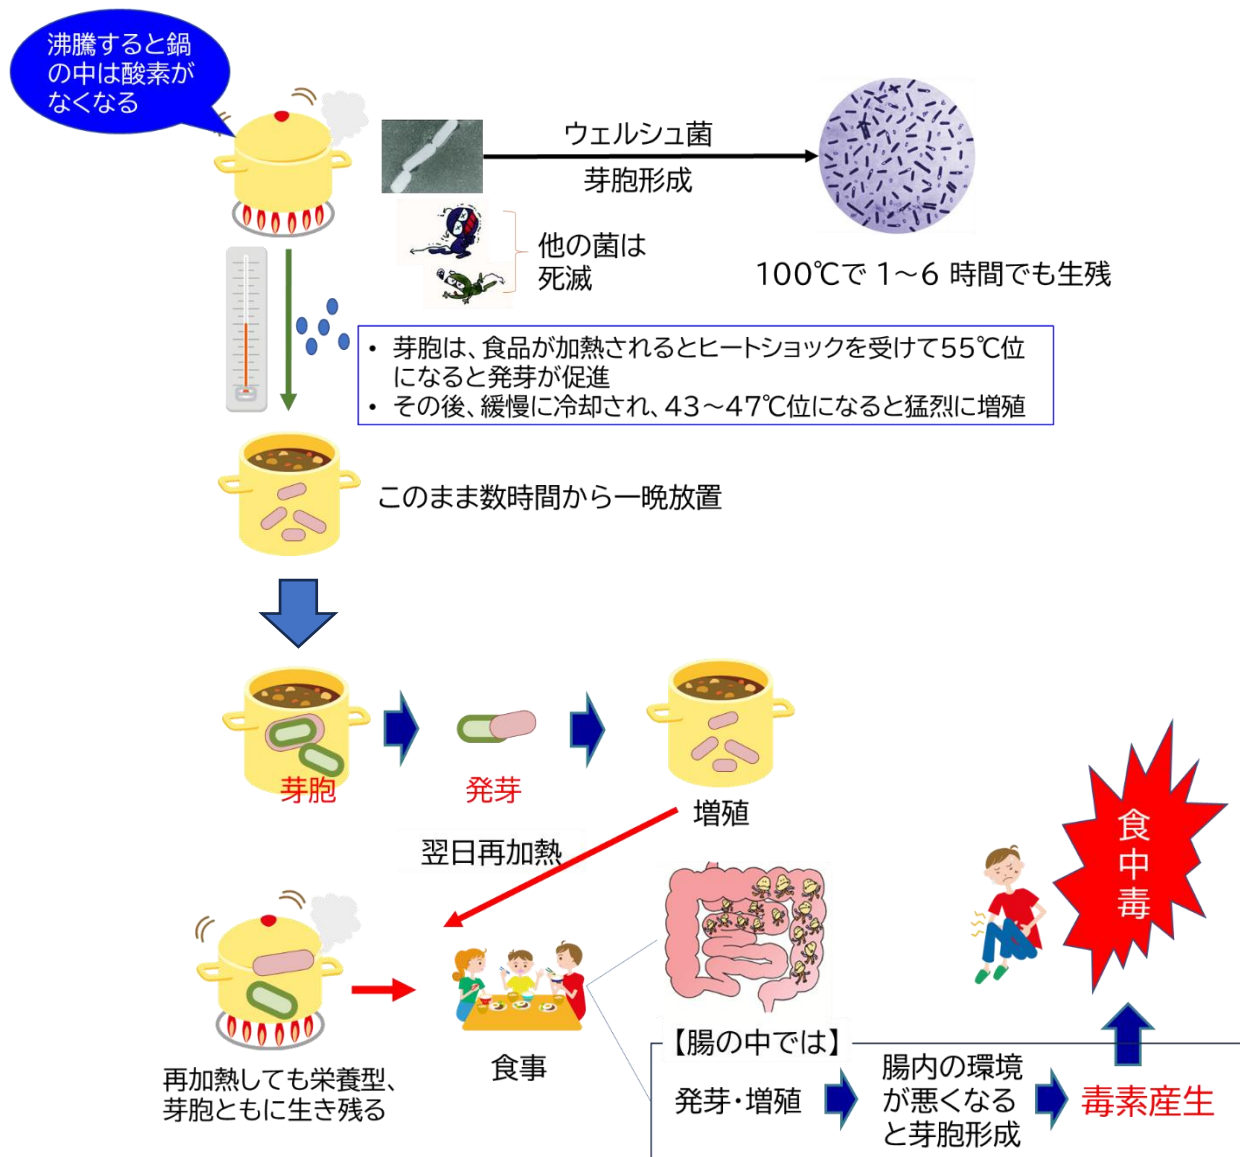 沸騰すると鍋
の中は酸素が
なくなる
ウェルシュ菌
芽胞形成
他の菌は
死滅
100℃で 1～6 時間でも生残
• 芽胞は、食品が加熱されるとヒートショックを受けて55℃位
になると発芽が促進
• その後、緩慢に冷却され、43～47℃位になると猛烈に増殖
このまま数時間から一晩放置
芽胞
発芽
増殖
翌日再加熱
食中毒
再加熱しても栄養型、
芽胞ともに生き残る
食事
【腸の中では】
発芽・増殖
腸内の環境
が悪くなる
と芽胞形成
毒素産生